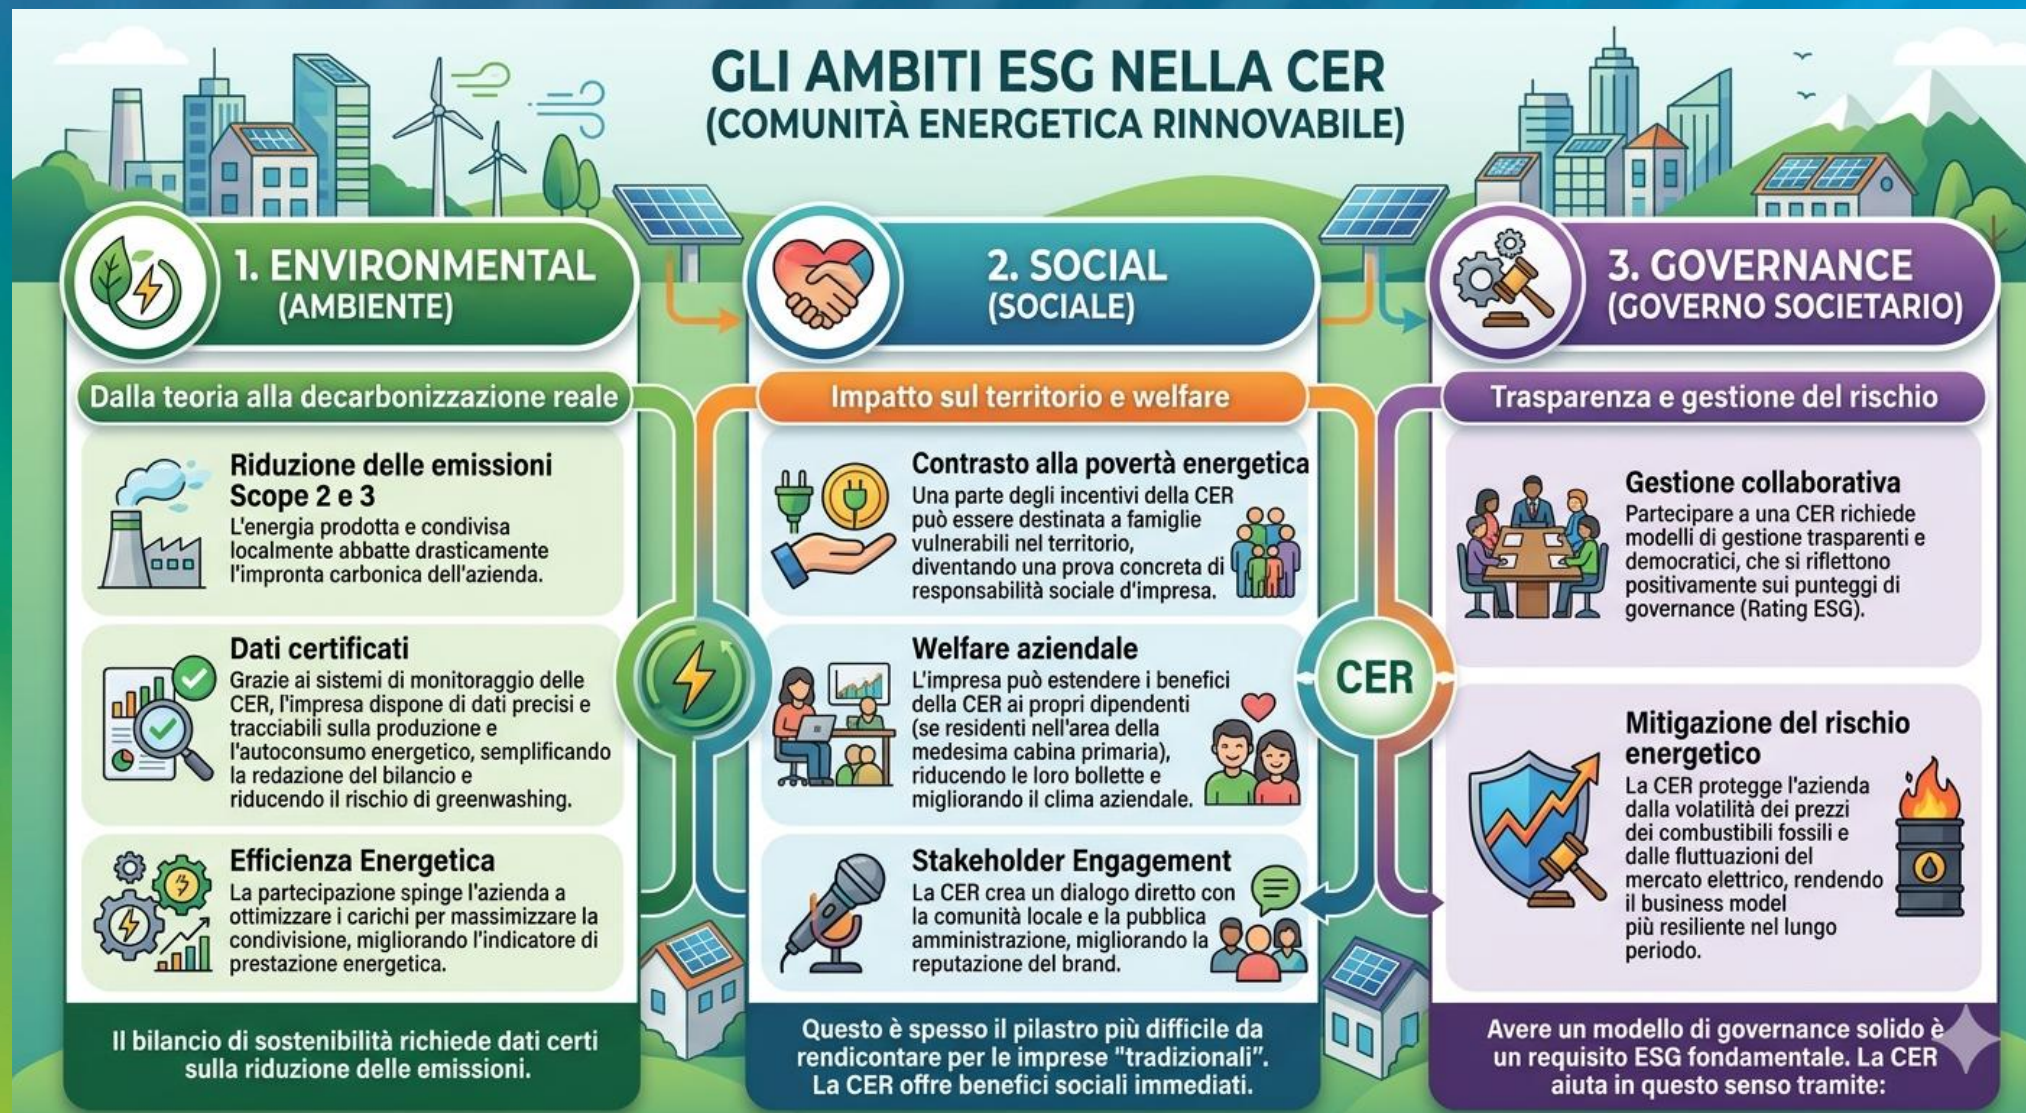 GLI AMBITI ESG NELLA CER
(COMUNITÀ ENERGETICA RINNOVABILE)
1. ENVIRONMENTAL
(AMBIENTE)
Dalla teoria alla decarbonizzazione reale
Riduzione delle emissioni
Scope 2 e 3
L'energia prodotta e condivisa
localmente abbatte drasticamente
l'impronta carbonica dell'azienda.
Dati certificati
Grazie ai sistemi di monitoraggio delle
CER, l'impresa dispone di dati precisi e
tracciabili sulla produzione e
l'autoconsumo energetico, semplificando
la redazione del bilancio e
riducendo il rischio di greenwashing.
Efficienza Energetica
La partecipazione spinge l'azienda a
ottimizzare i carichi per massimizzare la
condivisione, migliorando l'indicatore di
prestazione energetica.
Il bilancio di sostenibilità richiede dati certi
sulla riduzione delle emissioni.
2. SOCIAL
(SOCIALE)
Impatto sul territorio e welfare
Contrasto alla povertà energetica
Una parte degli incentivi della CER
può essere destinata a famiglie
vulnerabili nel territorio,
diventando una prova concreta di
responsabilità sociale d'impresa.
Welfare aziendale
L'impresa può estendere i benefici
della CER ai propri dipendenti
(se residenti nell'area della
medesima cabina primaria),
riducendo le loro bollette e
migliorando il clima aziendale.
Stakeholder Engagement
La CER crea un dialogo diretto con
la comunità locale e la pubblica
amministrazione, migliorando la
reputazione del brand.
Questo è spesso il pilastro più difficile da
rendicontare per le imprese "tradizionali".
La CER offre benefici sociali immediati.
CER
3. GOVERNANCE
(GOVERNO SOCIETARIO)
Trasparenza e gestione del rischio
Gestione collaborativa
Partecipare a una CER richiede
modelli di gestione trasparenti e
democratici, che si riflettono
positivamente sui punteggi di
governance (Rating ESG).
Mitigazione del rischio
energetico
La CER protegge l'azienda
dalla volatilità dei prezzi
dei combustibili fossili e
dalle fluttuazioni del
mercato elettrico, rendendo
il business model
più resiliente nel lungo
periodo.
Avere un modello di governance solido è
un requisito ESG fondamentale. La CER
aiuta in questo senso tramite: